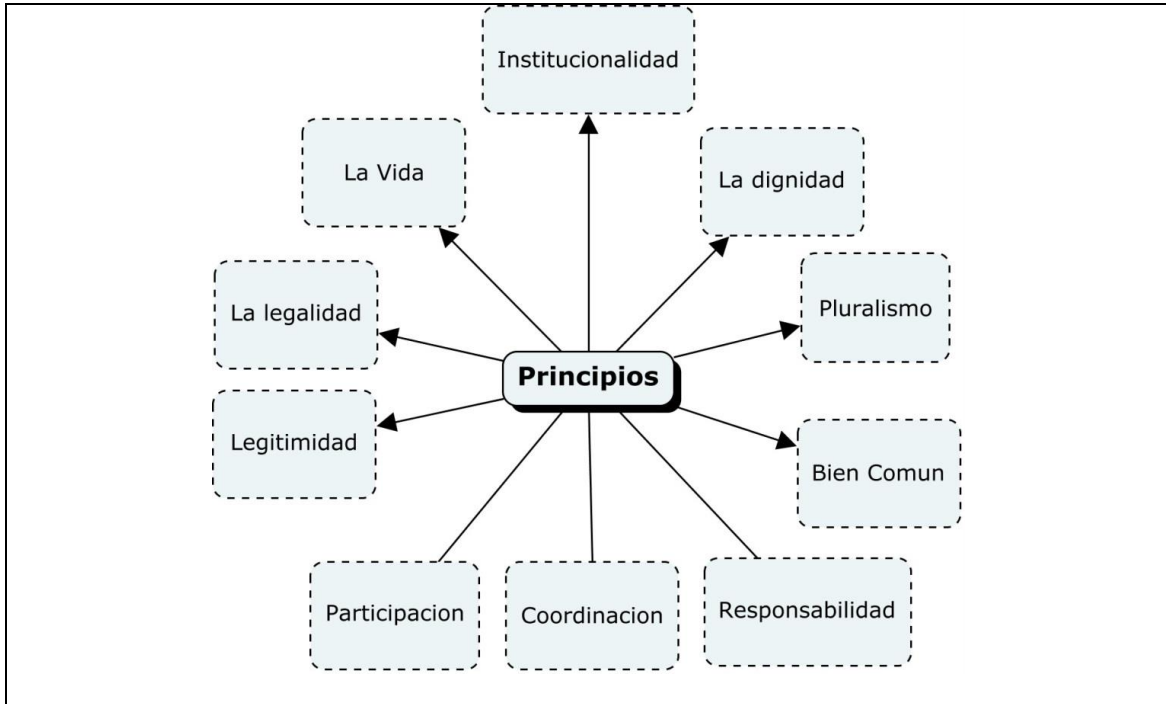 Institucionalidad
La Vida
La dignidad
La legalidad
Pluralismo
Principios
Legitimidad
Bien Comun
Participacion
Coordinacion
Responsabilidad